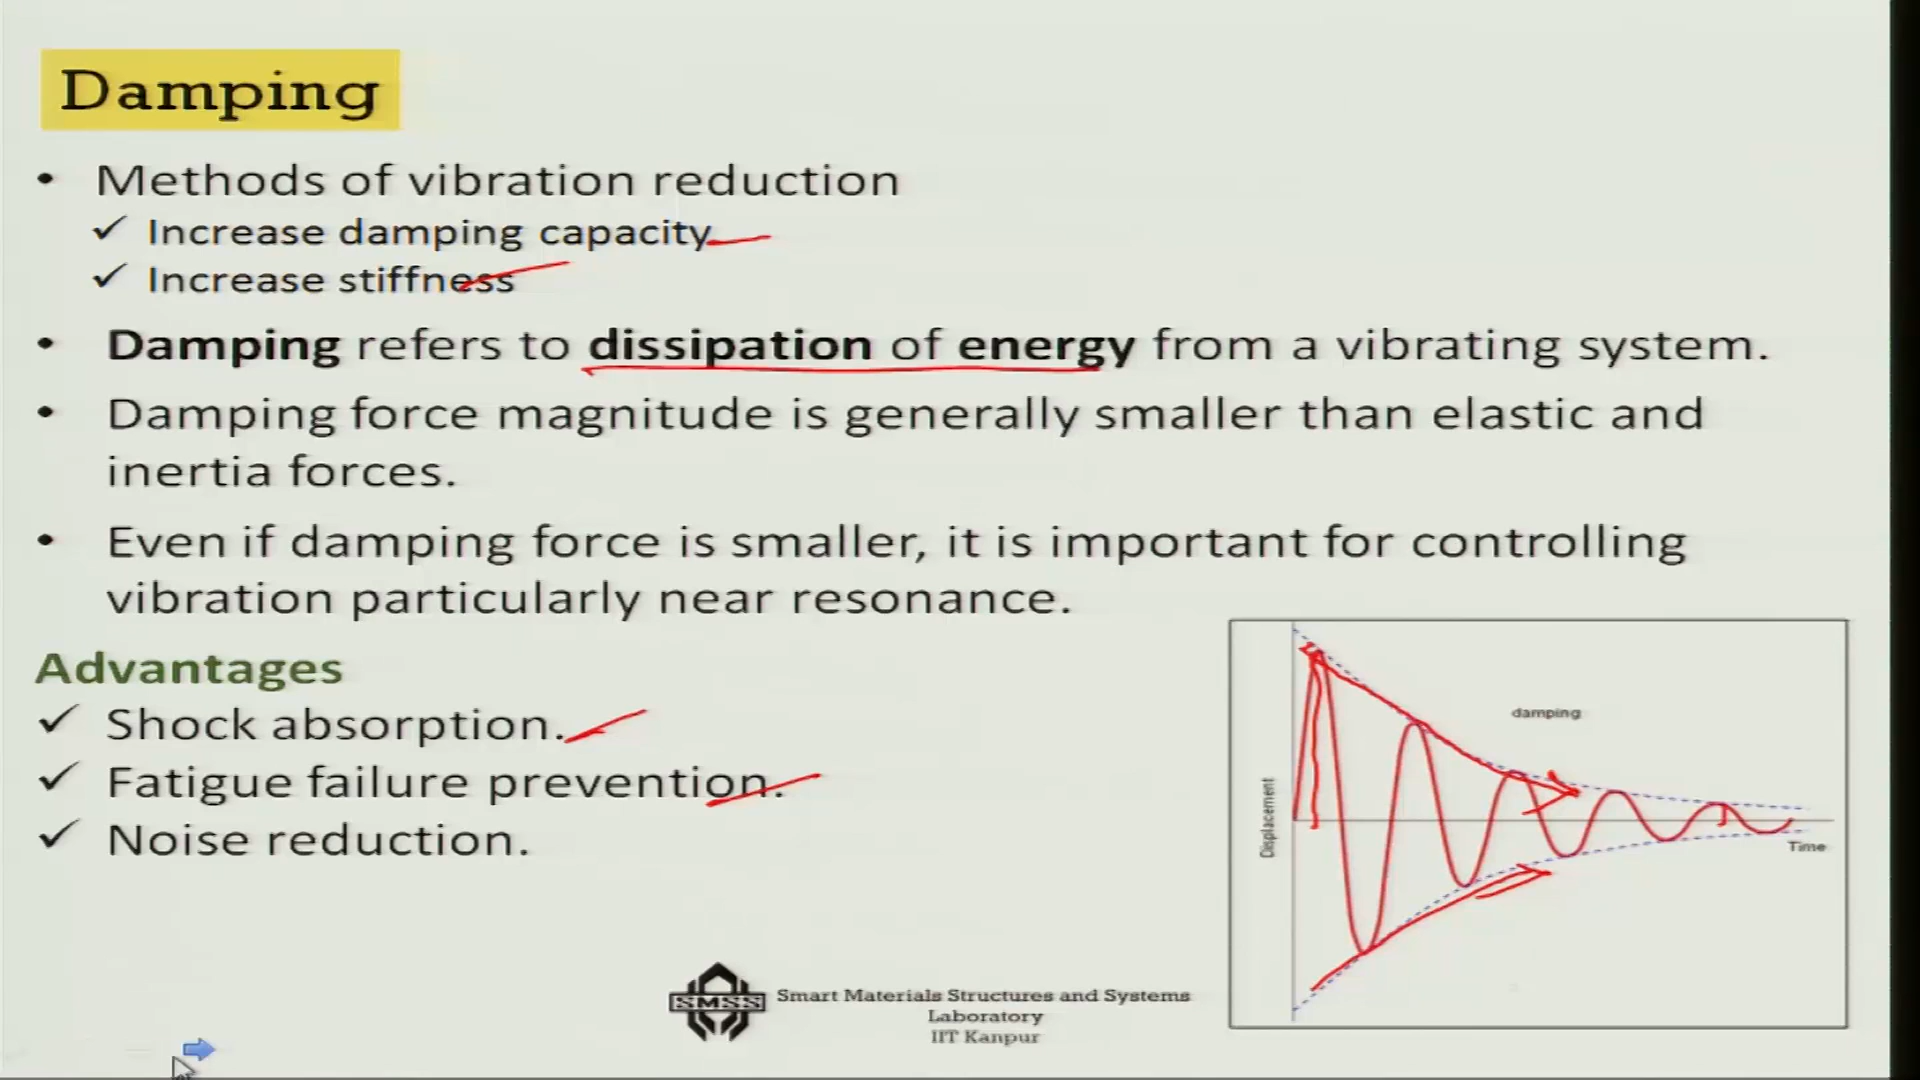 Damping
• Methods of vibration reduction
✓ Increase damping capacity
✓ Increase stiffness
• Damping refers to dissipation of energy from a vibrating system.
• Damping force magnitude is generally smaller than elastic and
inertia forces.
• Even if damping force is smaller, it is important for controlling
vibration particularly near resonance.
Advantages
✓ Shock absorption.
✓ Fatigue failure prevention.
✓ Noise reduction.
damping
Displacement
Time
SMSS
Smart Materials Structures and Systems
Laboratory
IIT Kanpur